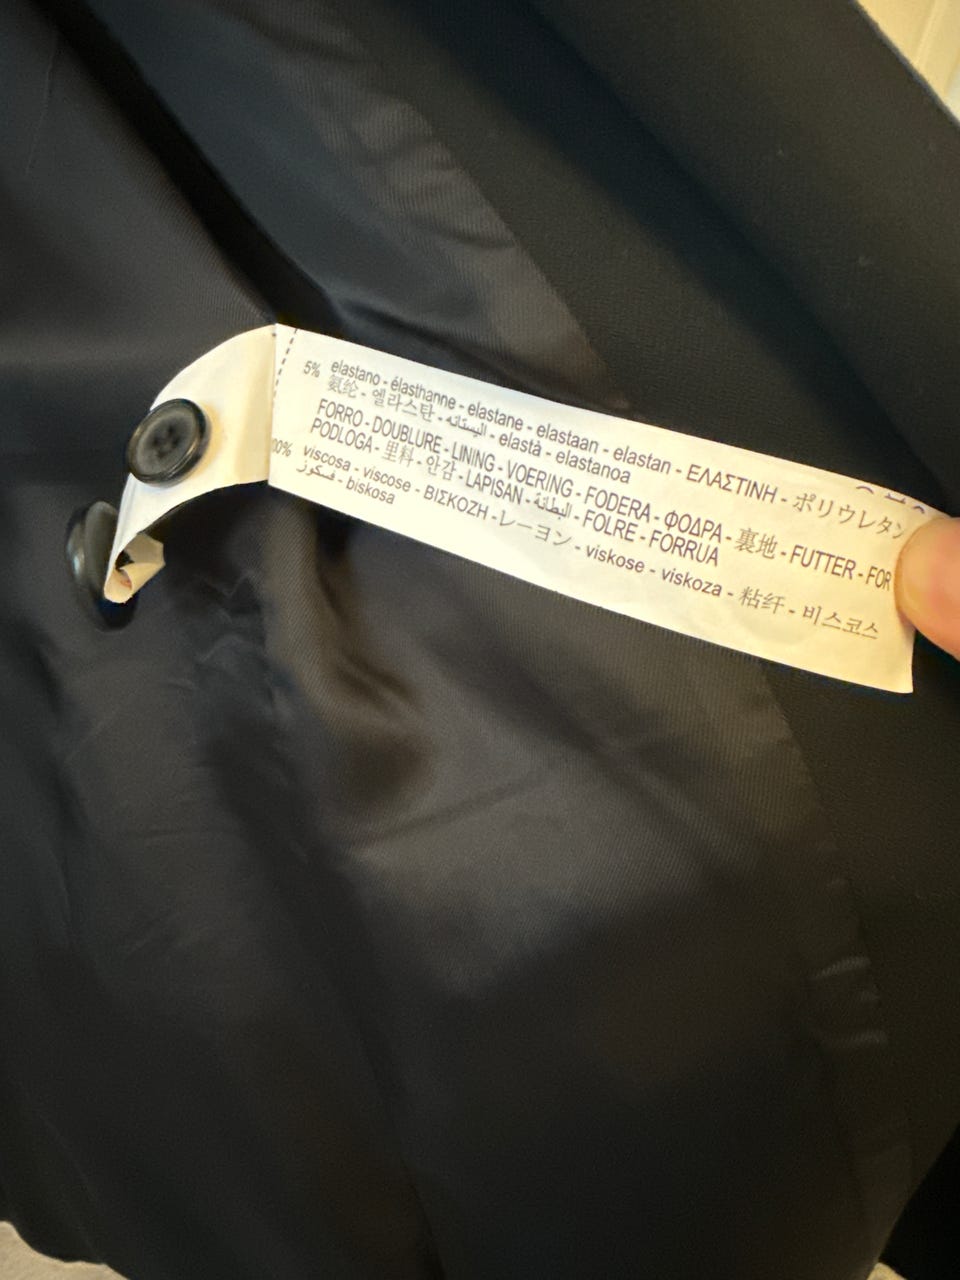 5% elastano - élasthanne - elastane - elastaan - elastan - ΕΛΑΣΤΙΝΗ - ポリウレタン
氨纶 - 엘라스탄 - اليستانه - elastà - elastanoa
FORRO - DOUBLURE - LINING - VOERING - FODERA - ΦΟΔΡΑ - 裏地 - FUTTER - FOR
PODLOGA - 里料 - 안감 - LAPISAN - البطانة - FOLRE - FORRUA
00% viscosa - viscose - ΒΙΣΚΟΖΗ - レーヨン - viskose - viskoza - 粘纤 - 비스코스
فسكوز - biskosa